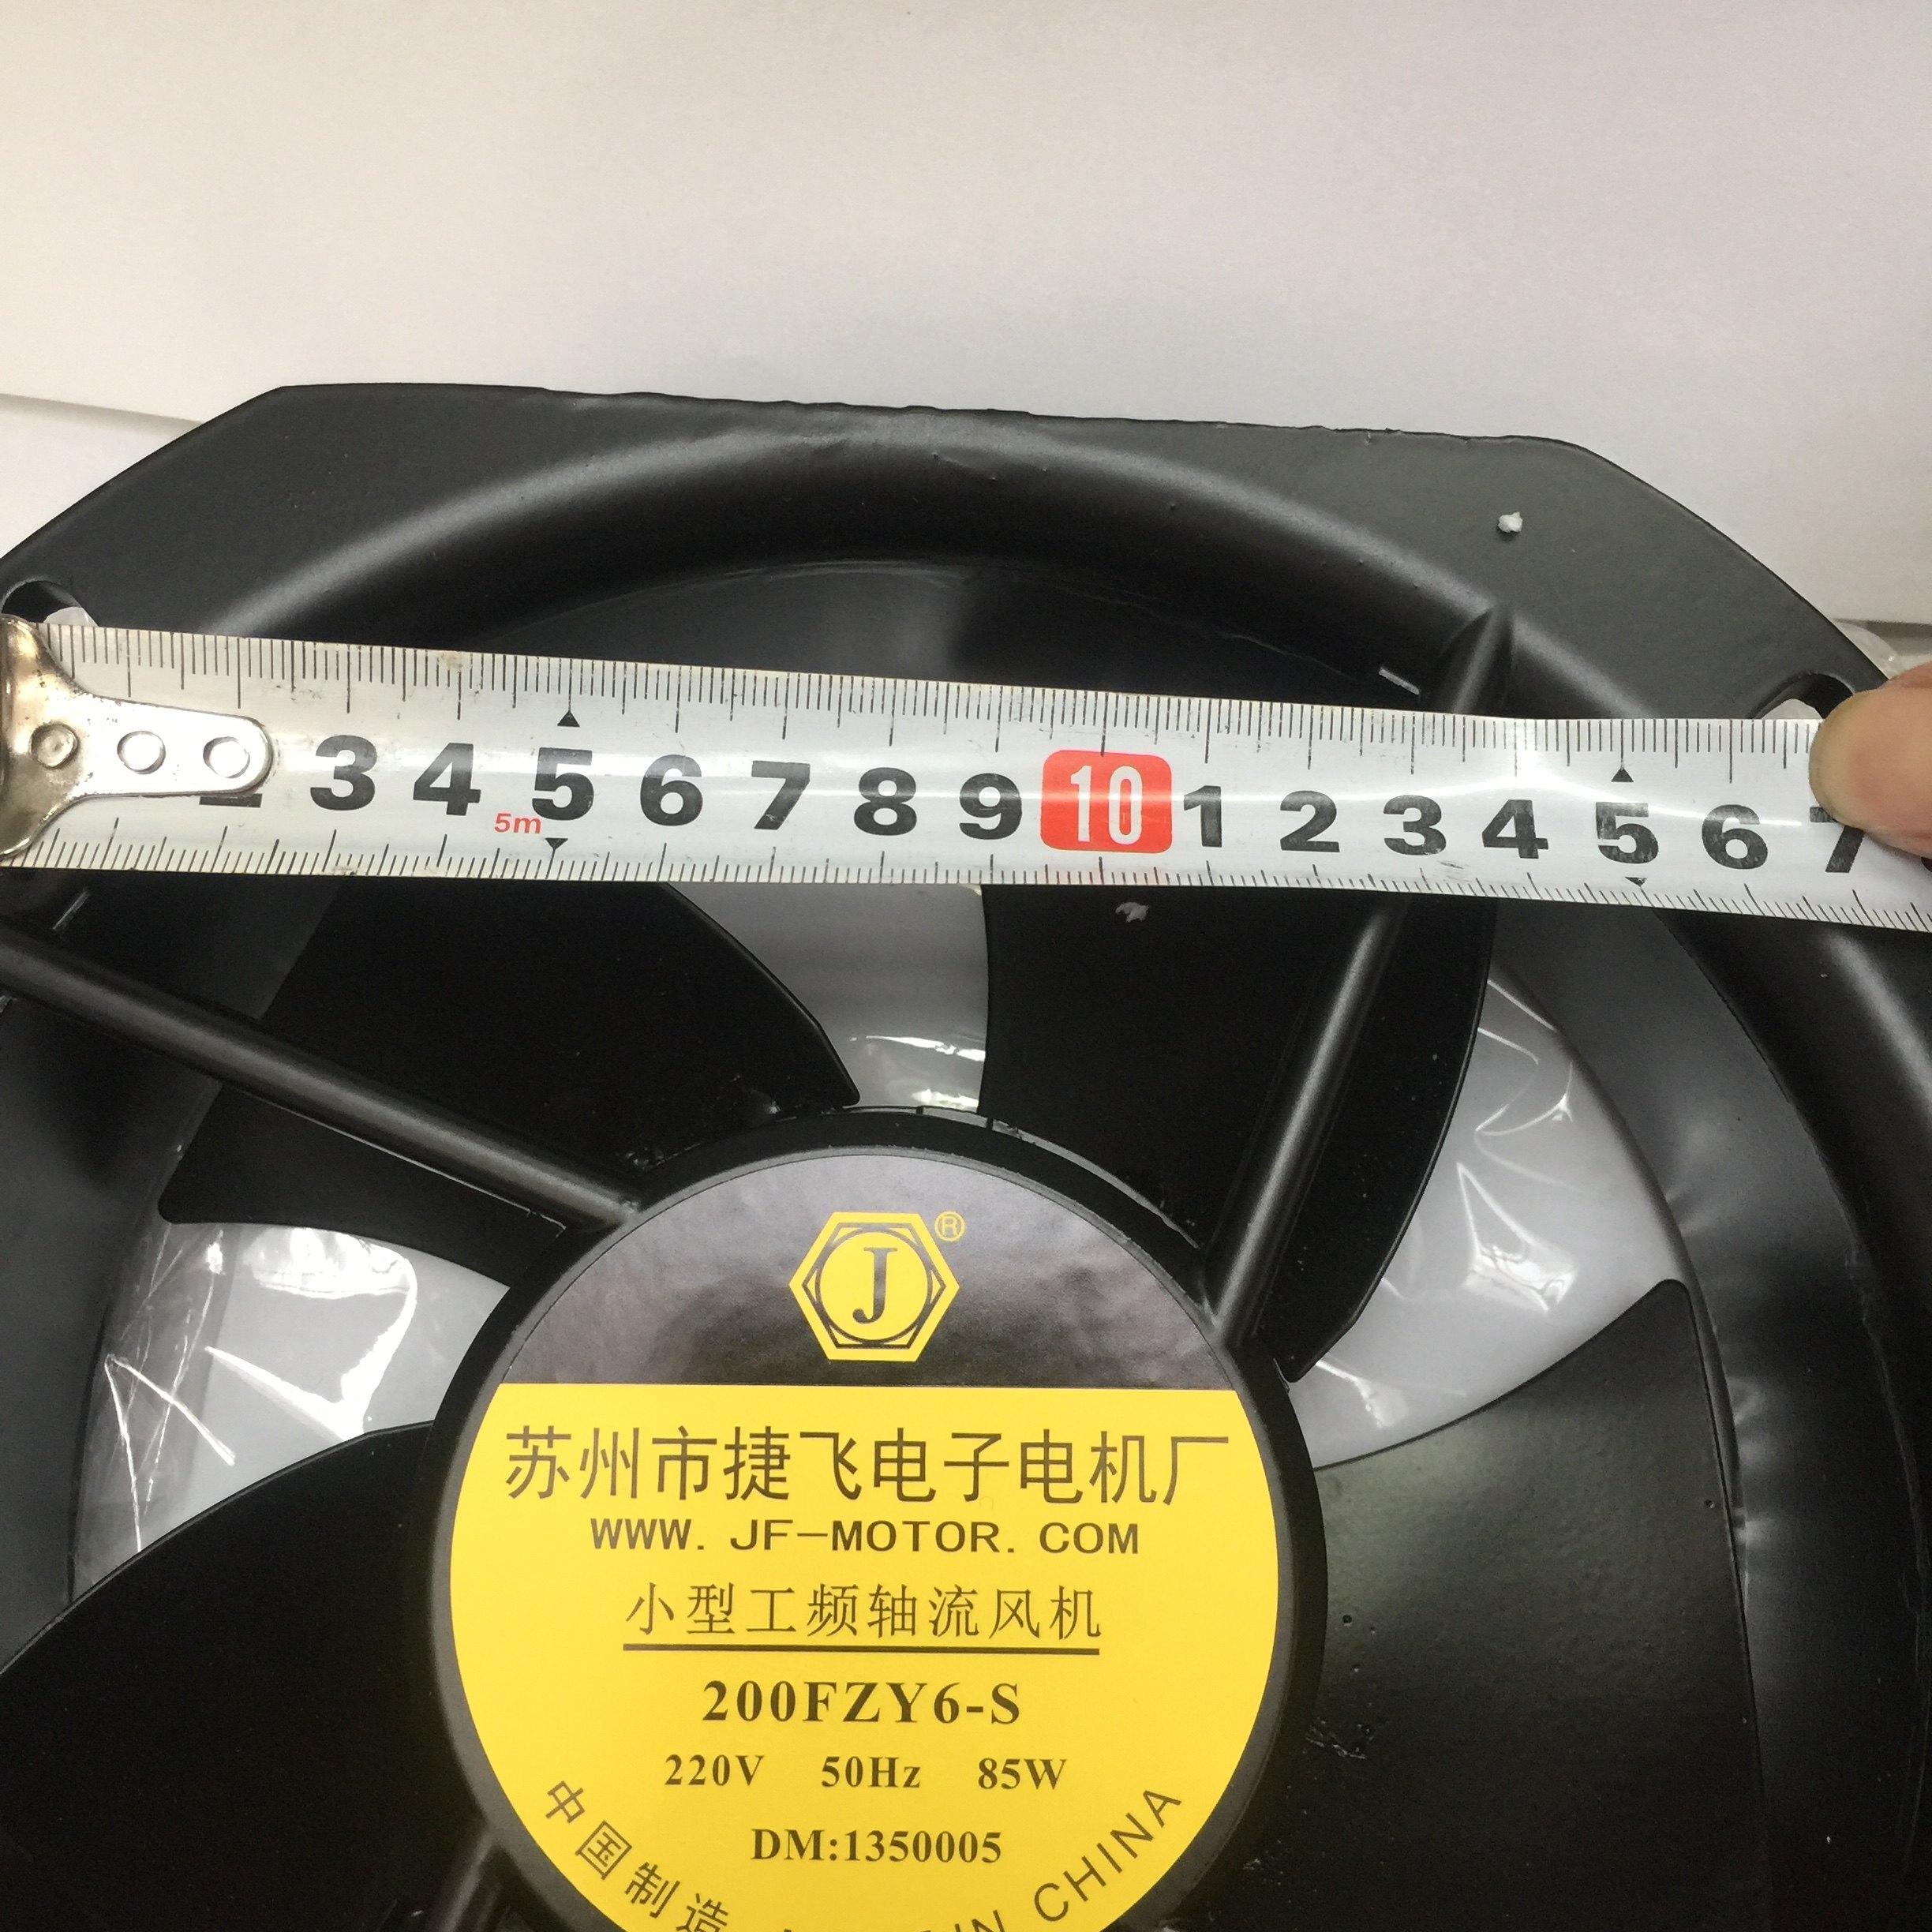 3 4 5 6 7 8 9 10 1 2 3 4 5 6 7
5m
J ®
苏州市捷飞电子电机厂
WWW. JF-MOTOR. COM
小型工频轴流风机
200FZY6-S
220V 50Hz 85W
DM:1350005
中国制造 IN CHINA